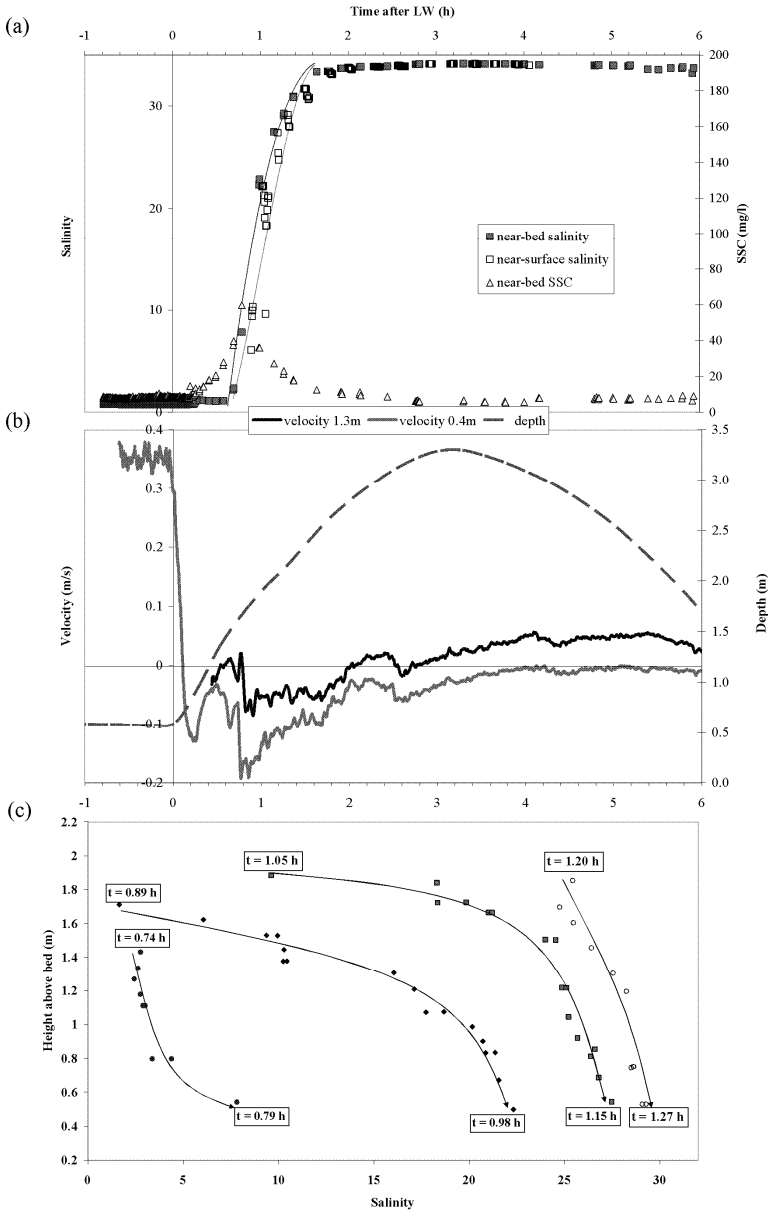 Time after LW (h)
(a)
-1 0 1 2 3 4 5 6
30
20
10
0
Salinity
200
180
160
140
120
100
80
60
40
20
0
SSC (mg/l)
near-bed salinity
near-surface salinity
near-bed SSC
(b)
velocity 1.3m velocity 0.4m depth
0.4
0.3
0.2
0.1
0
-0.1
-0.2
Velocity (m/s)
3.5
3.0
2.5
2.0
1.5
1.0
0.5
0.0
Depth (m)
-1 0 1 2 3 4 5 6
(c)
2.2
2
1.8
1.6
1.4
1.2
1
0.8
0.6
0.4
0.2
Height above bed (m)
t = 1.05 h
t = 1.20 h
t = 0.89 h
t = 0.74 h
t = 0.79 h
t = 0.98 h
t = 1.15 h
t = 1.27 h
0 5 10 15 20 25 30
Salinity